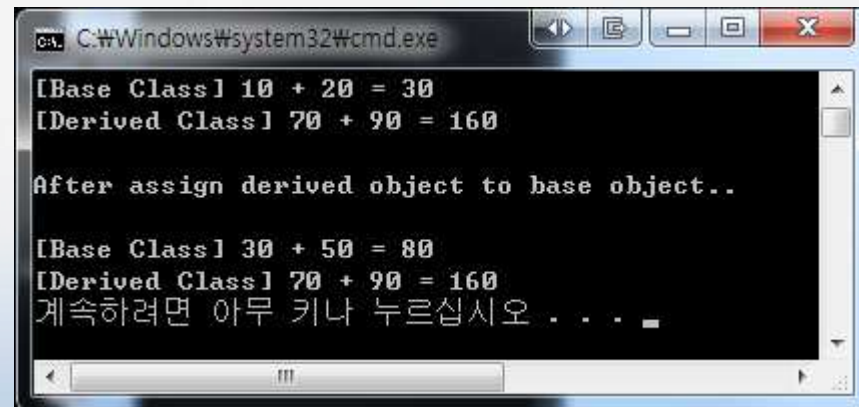 C:₩Windows₩system32₩cmd.exe
[Base Class] 10 + 20 = 30
[Derived Class] 70 + 90 = 160
After assign derived object to base object..
[Base Class] 30 + 50 = 80
[Derived Class] 70 + 90 = 160
계속하려면 아무 키나 누르십시오 . . .